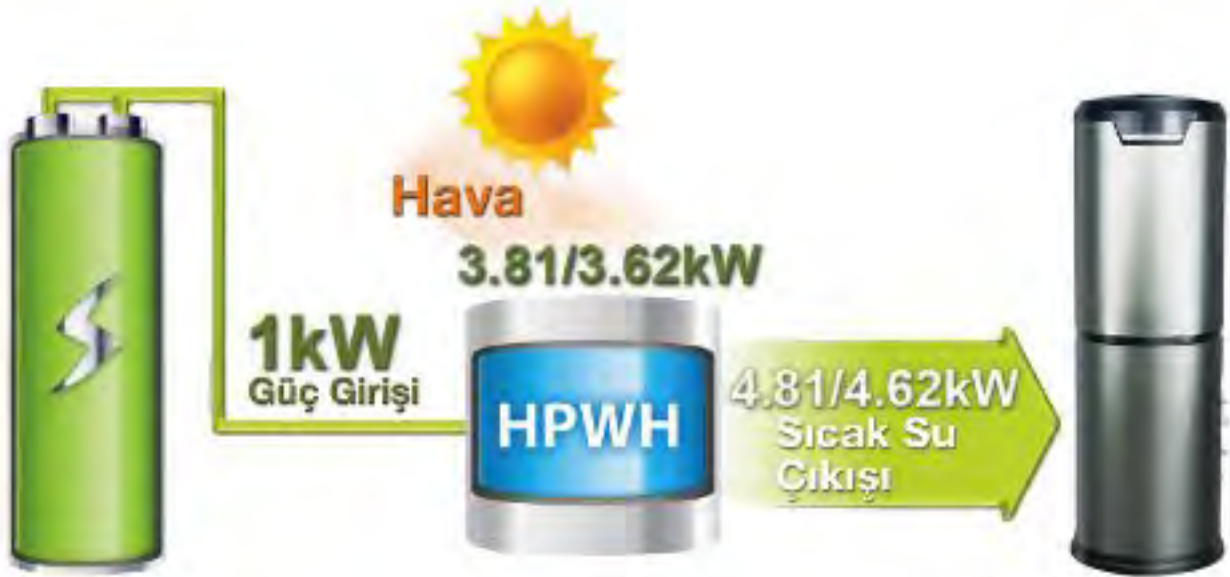 Hava
3.81/3.62kW
1kW
Güç Girişi
HPWH
4.81/4.62kW
Sıcak Su
Çıkışı